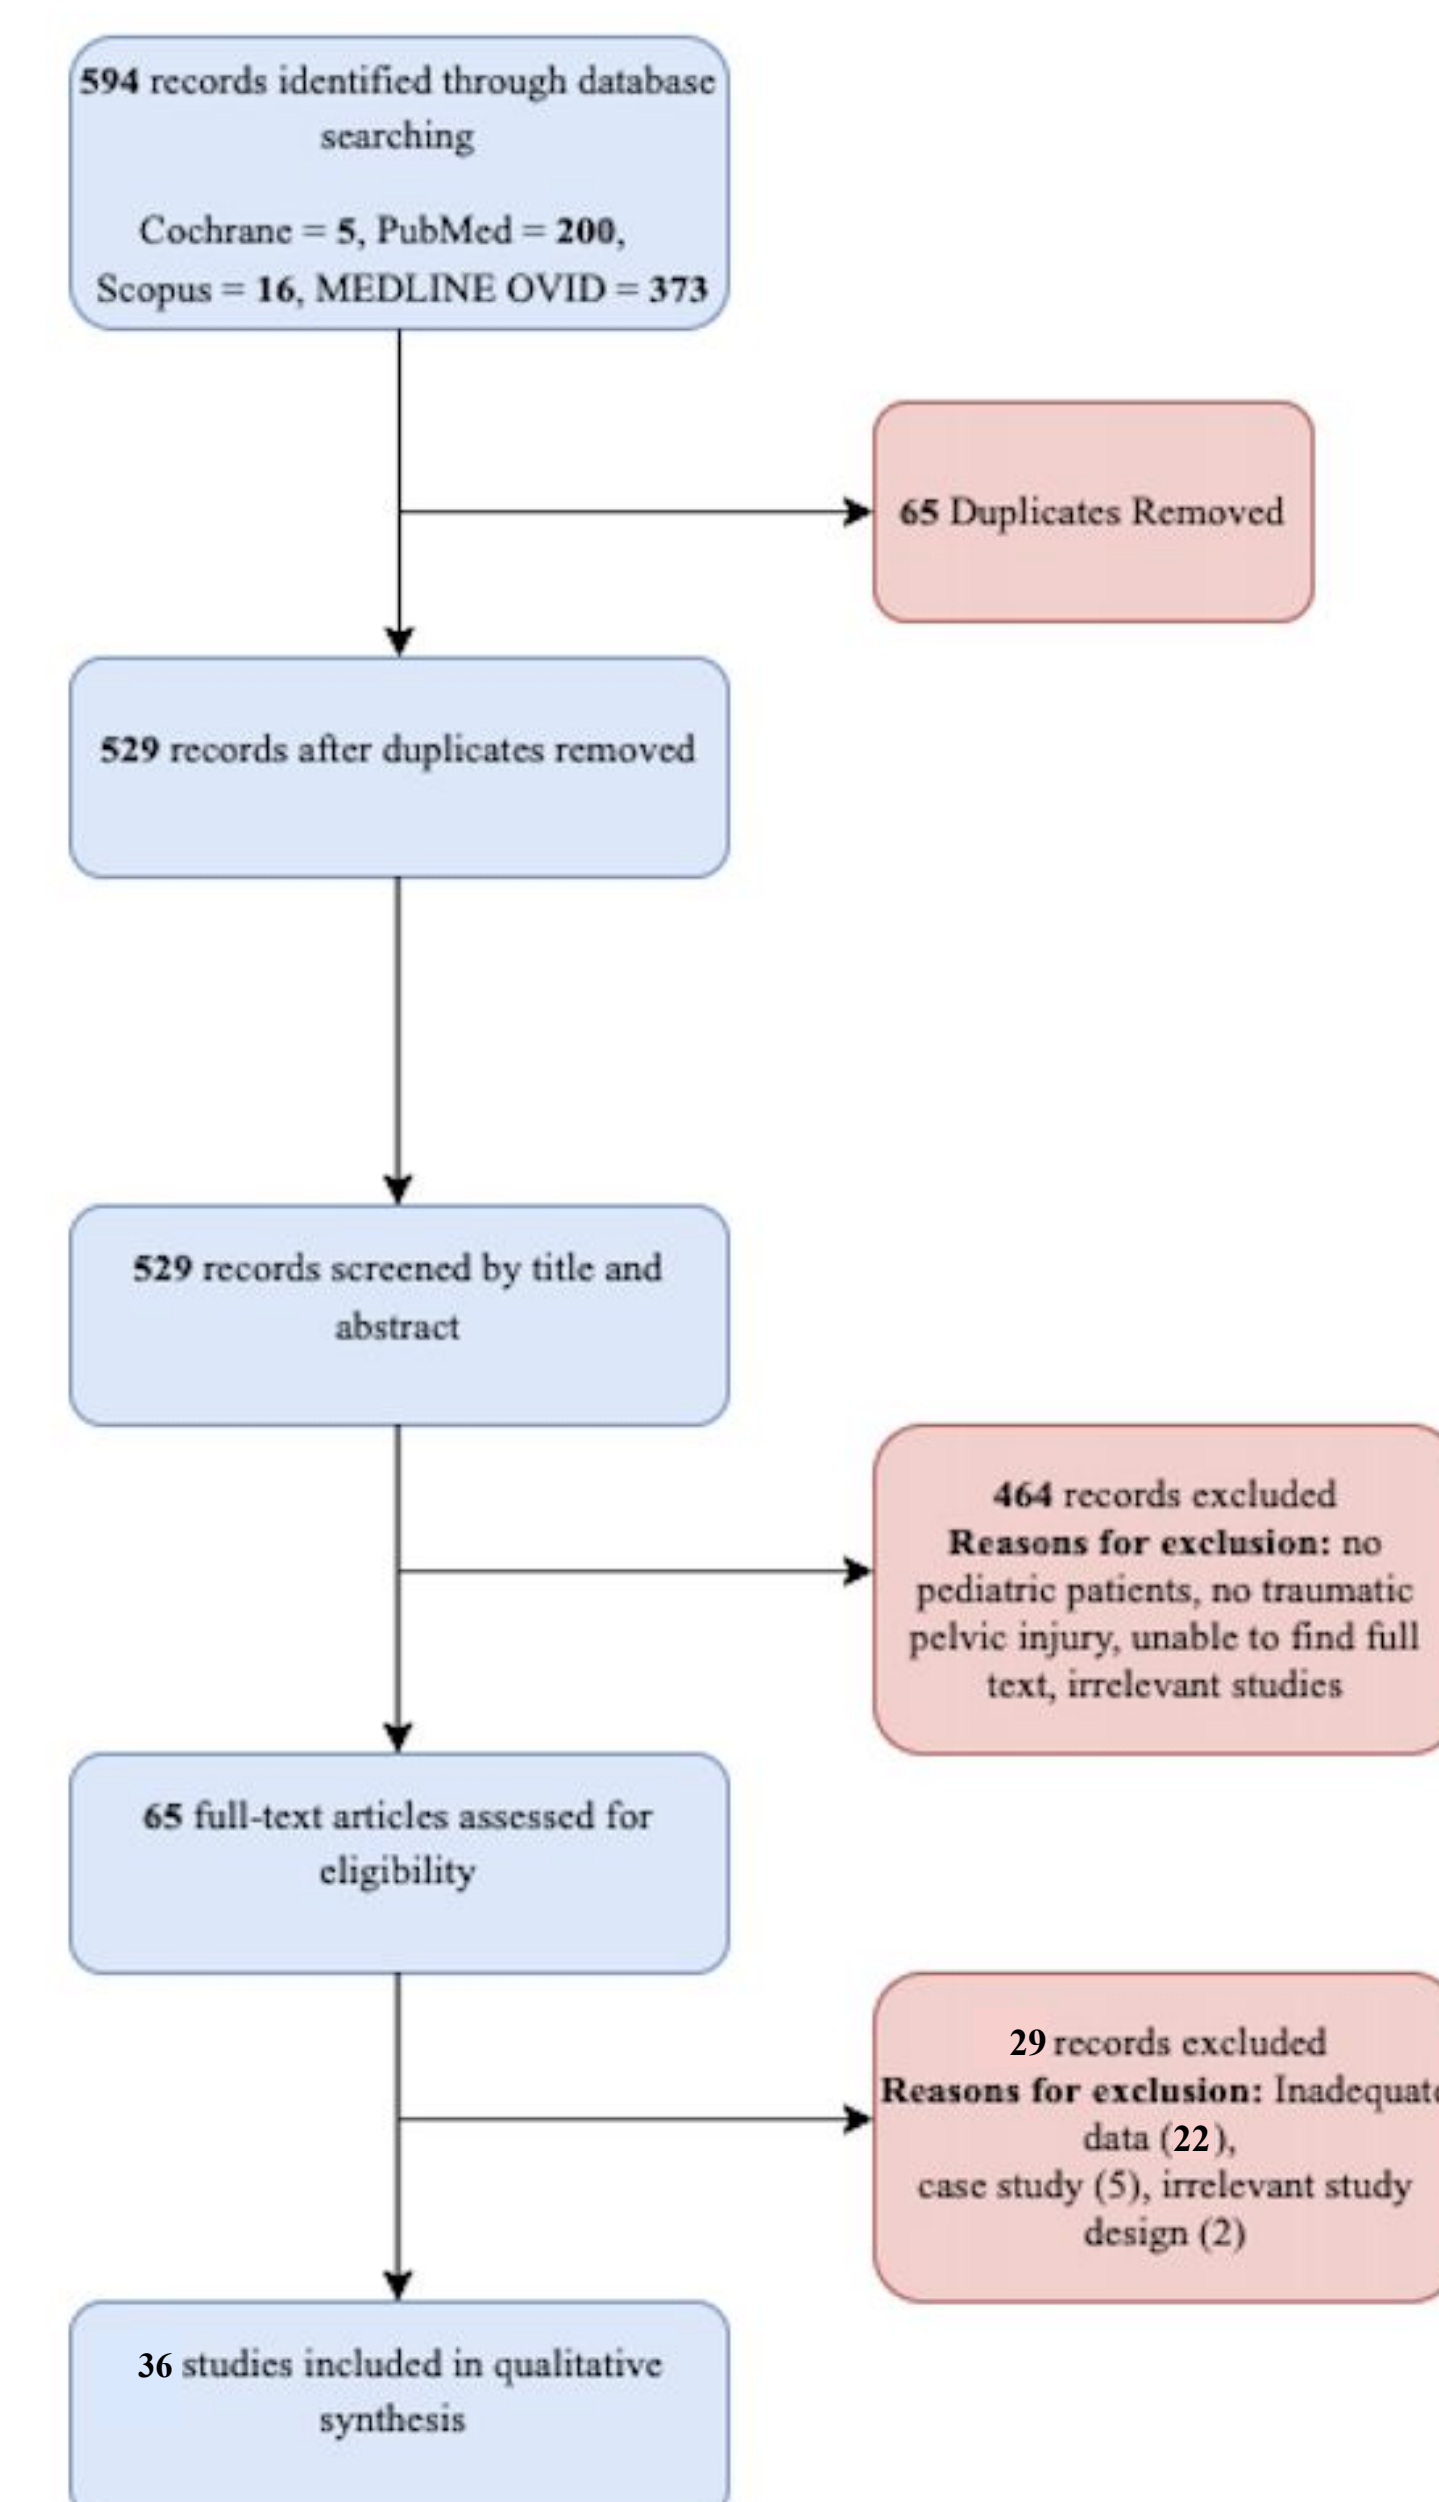 594 records identified through database
searching
Cochrane = 5, PubMed = 200,
Scopus = 16, MEDLINE OVID = 373
65 Duplicates Removed
529 records after duplicates removed
529 records screened by title and
abstract
464 records excluded
Reasons for exclusion: no
pediatric patients, no traumatic
pelvic injury, unable to find full
text, irrelevant studies
65 full-text articles assessed for
eligibility
29 records excluded
Reasons for exclusion: Inadequate
data (22),
case study (5), irrelevant study
design (2)
36 studies included in qualitative
synthesis